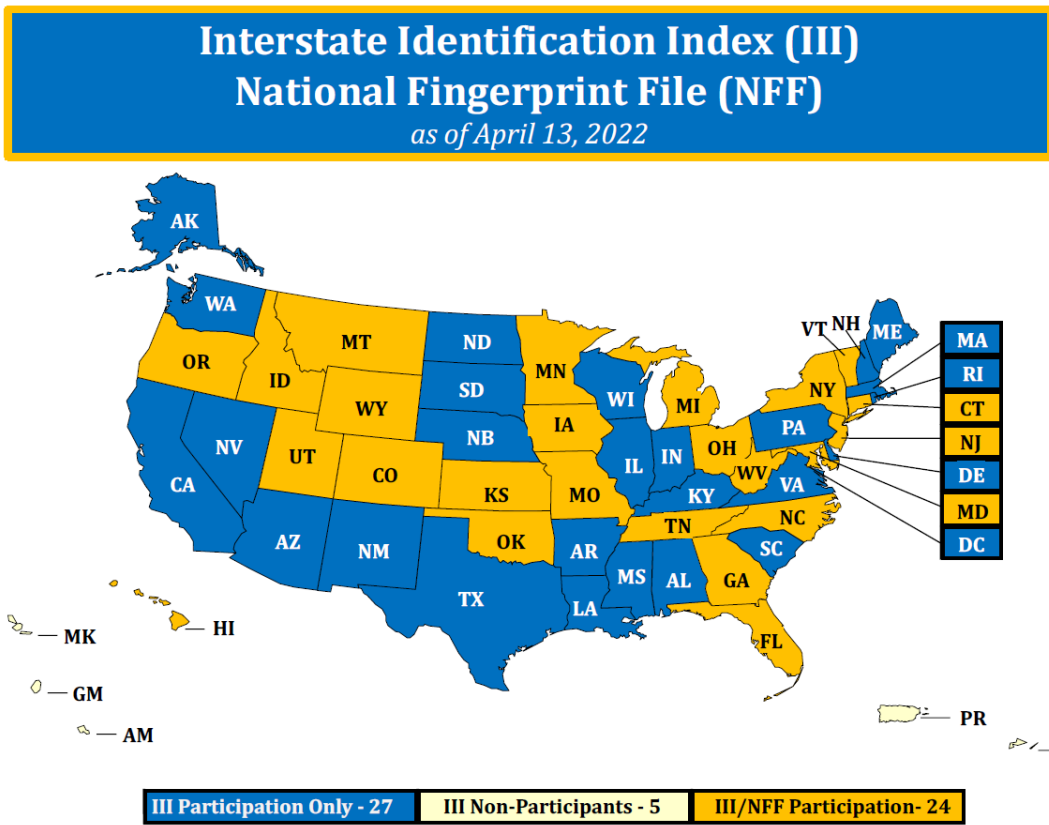 Interstate Identification Index (III)
National Fingerprint File (NFF)
as of April 13, 2022
AK
WA
MT
ND
MN
VT
NH
ME
MA
OR
ID
SD
WI
MI
NY
RI
WY
CT
NV
UT
CO
NB
IA
IL
IN
OH
PA
NJ
CA
KS
MO
KY
WV
VA
DE
MD
AZ
NM
OK
AR
TN
NC
DC
TX
LA
MS
AL
GA
SC
FL
HI
MK
GM
AM
PR
III Participation Only - 27
III Non-Participants - 5
III/NFF Participation- 24